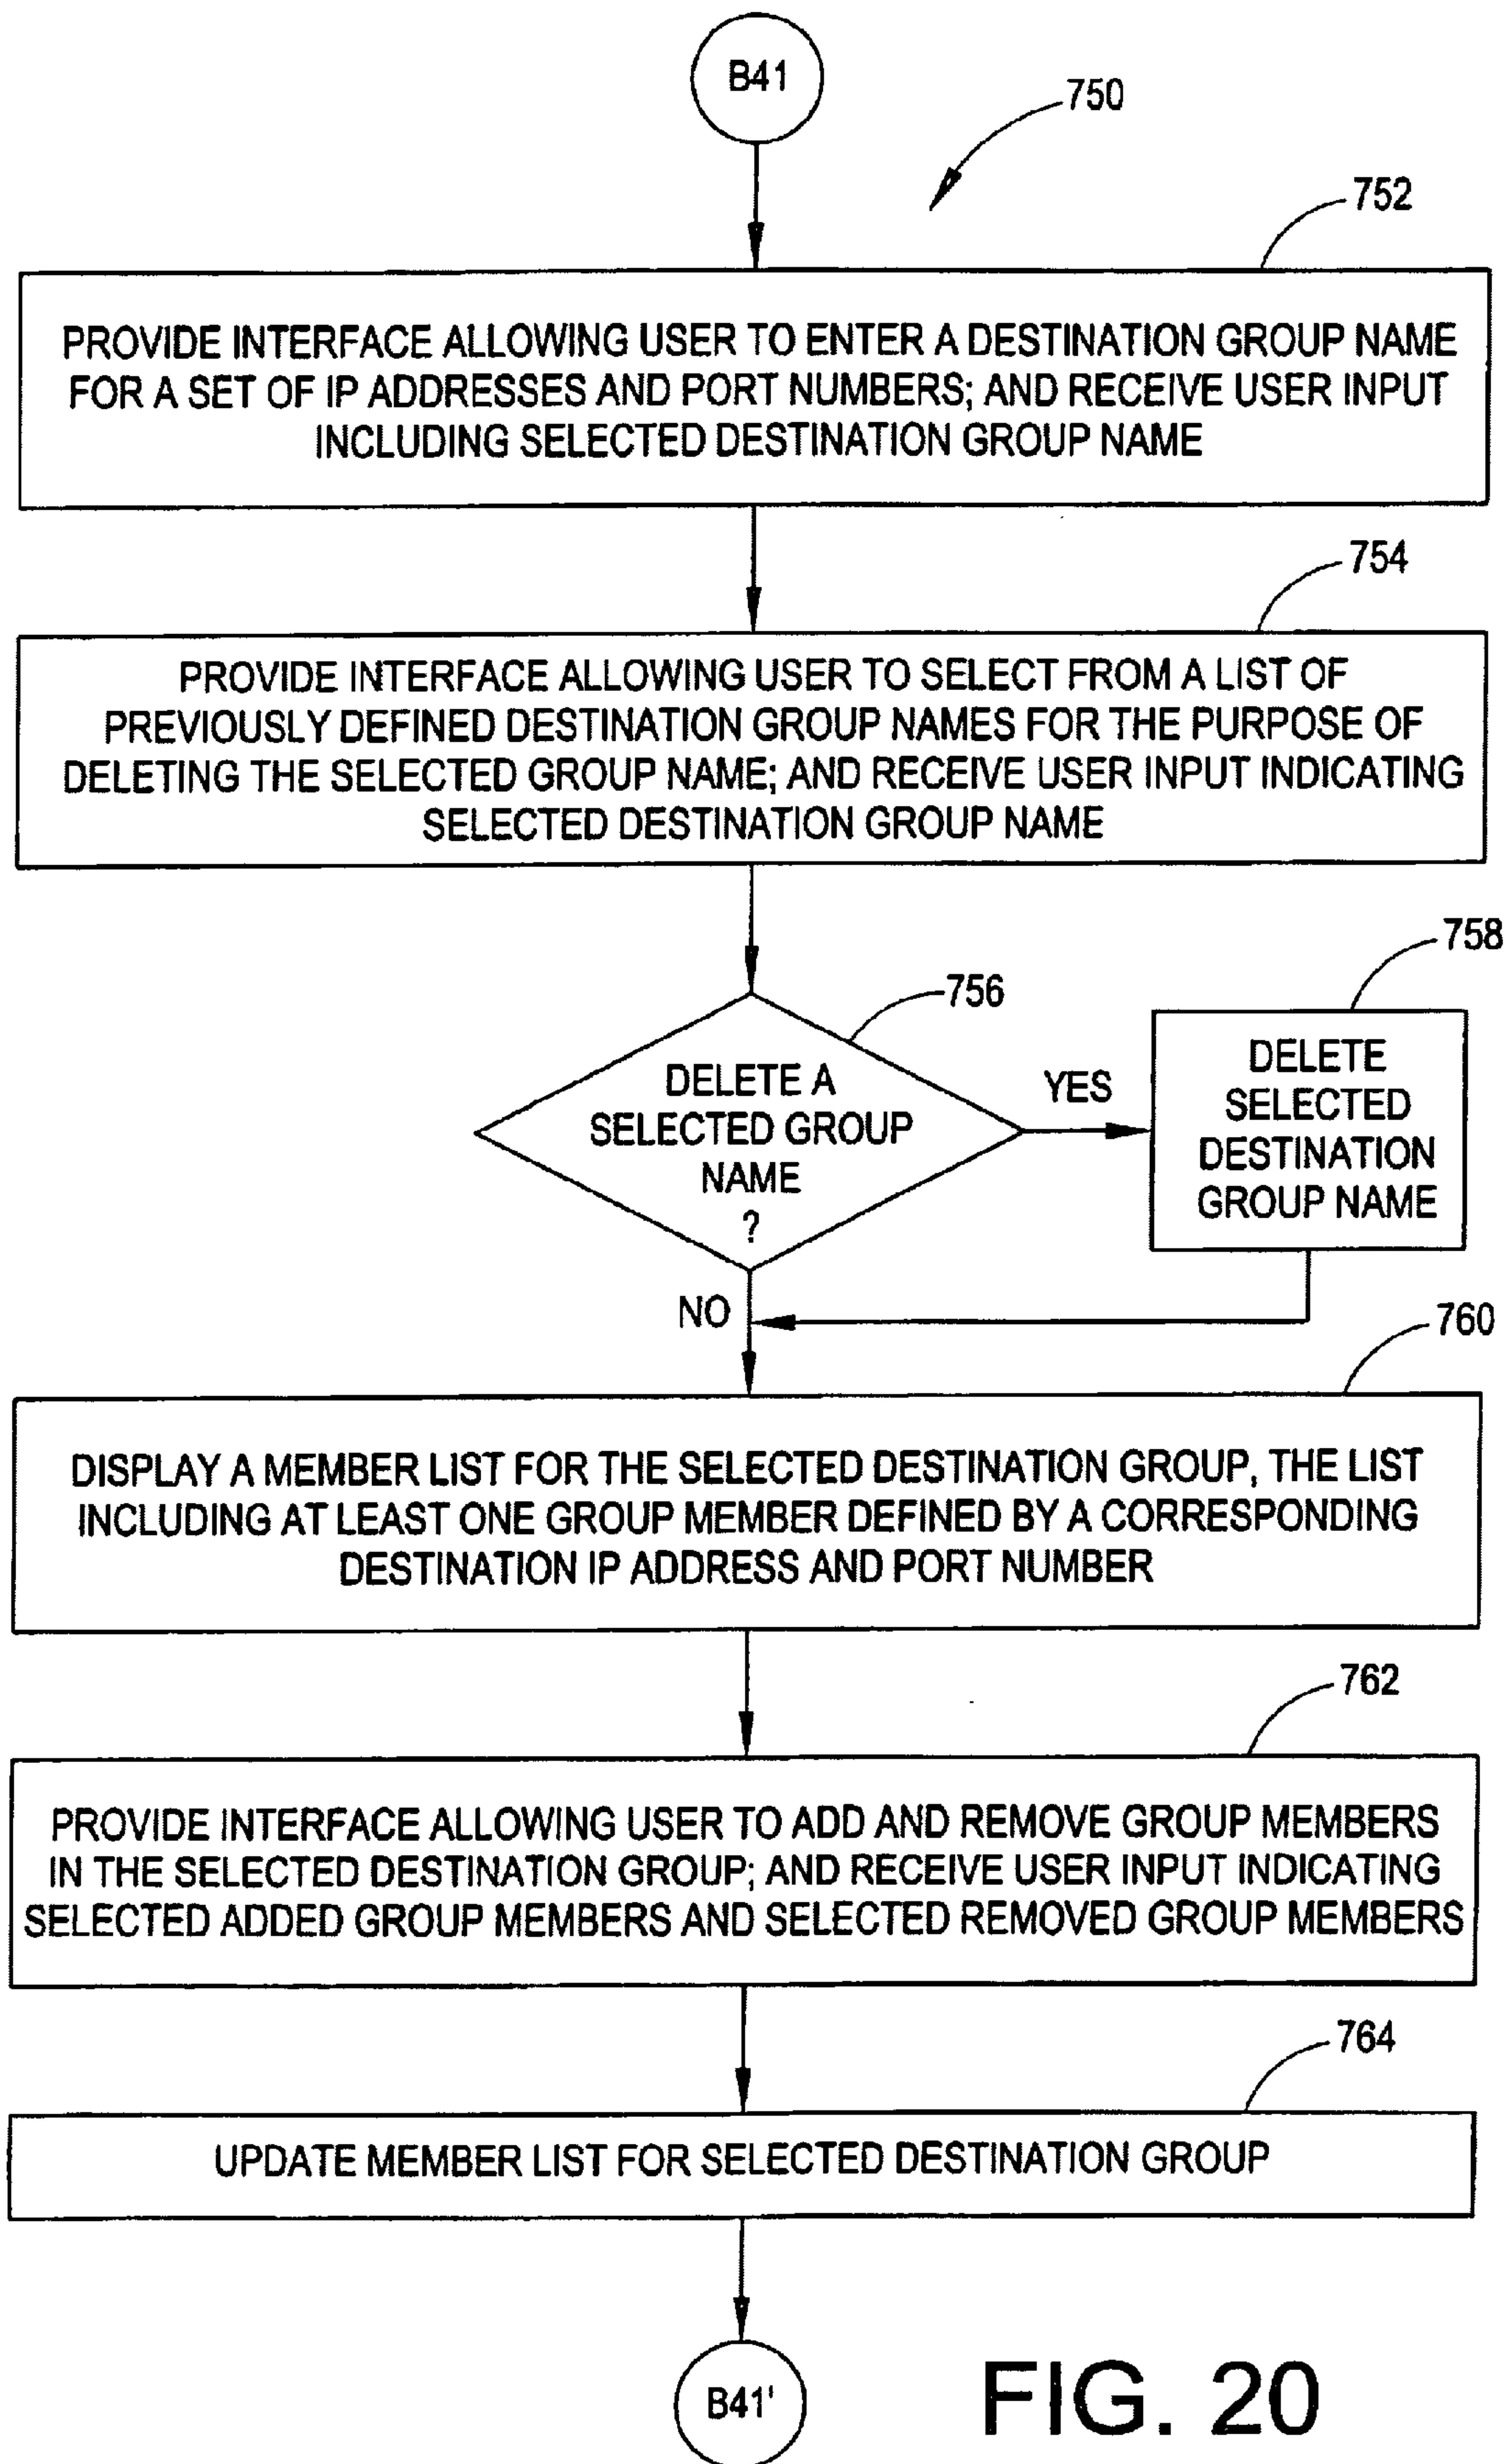 B41
750
752
PROVIDE INTERFACE ALLOWING USER TO ENTER A DESTINATION GROUP NAME
FOR A SET OF IP ADDRESSES AND PORT NUMBERS; AND RECEIVE USER INPUT
INCLUDING SELECTED DESTINATION GROUP NAME
754
PROVIDE INTERFACE ALLOWING USER TO SELECT FROM A LIST OF
PREVIOUSLY DEFINED DESTINATION GROUP NAMES FOR THE PURPOSE OF
DELETING THE SELECTED GROUP NAME; AND RECEIVE USER INPUT INDICATING
SELECTED DESTINATION GROUP NAME
756
DELETE A
SELECTED GROUP
NAME
?
YES
758
DELETE
SELECTED
DESTINATION
GROUP NAME
NO
760
DISPLAY A MEMBER LIST FOR THE SELECTED DESTINATION GROUP, THE LIST
INCLUDING AT LEAST ONE GROUP MEMBER DEFINED BY A CORRESPONDING
DESTINATION IP ADDRESS AND PORT NUMBER
762
PROVIDE INTERFACE ALLOWING USER TO ADD AND REMOVE GROUP MEMBERS
IN THE SELECTED DESTINATION GROUP; AND RECEIVE USER INPUT INDICATING
SELECTED ADDED GROUP MEMBERS AND SELECTED REMOVED GROUP MEMBERS
764
UPDATE MEMBER LIST FOR SELECTED DESTINATION GROUP
B41'
FIG. 20